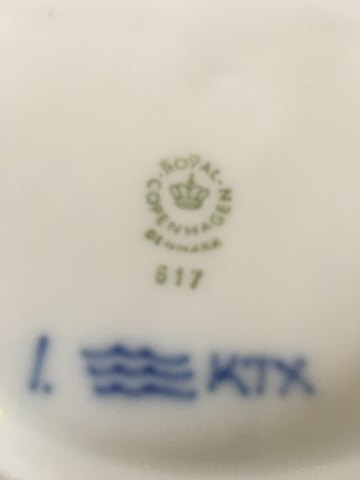 ROYAL
COPENHAGEN
DENMARK
617
1. KTX